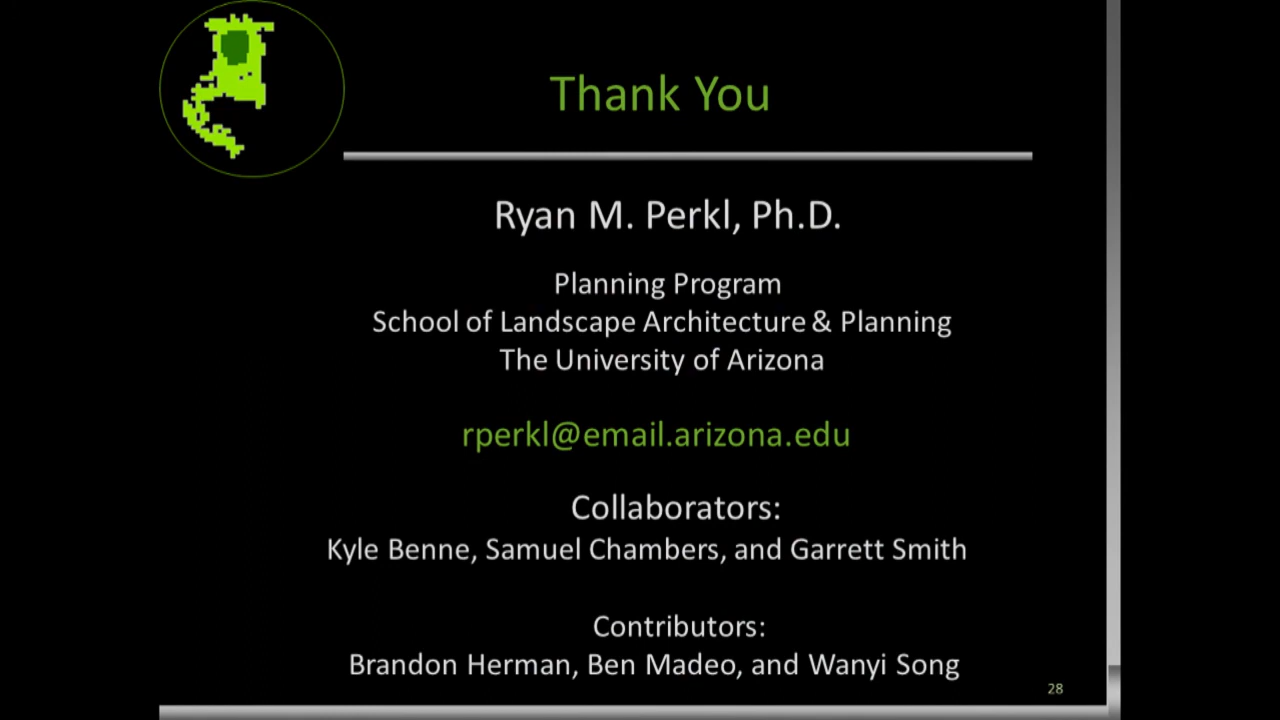 Thank You
Ryan M. Perkl, Ph.D.
Planning Program
School of Landscape Architecture & Planning
The University of Arizona
rperkl@email.arizona.edu
Collaborators:
Kyle Benne, Samuel Chambers, and Garrett Smith
Contributors:
Brandon Herman, Ben Madeo, and Wanyi Song
28